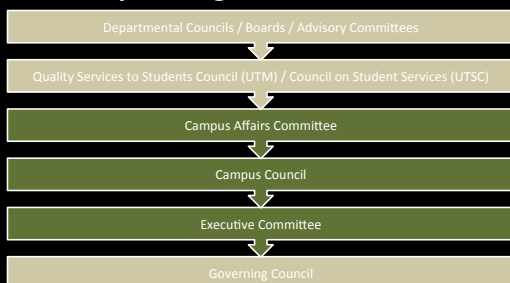 Departmental Councils / Boards / Advisory Committees
Quality Services to Students Council (UTM) / Council on Student Services (UTSC)
Campus Affairs Committee
Campus Council
Executive Committee
Governing Council